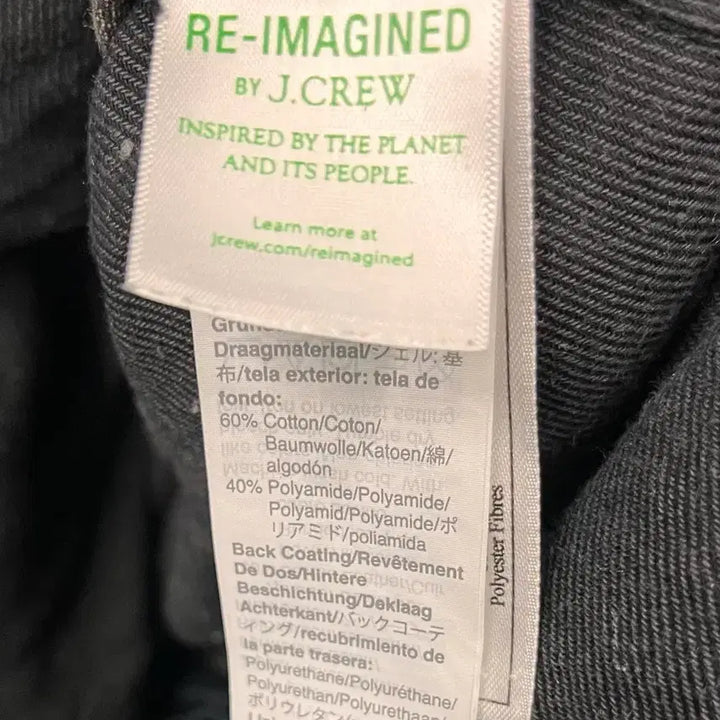 RE-IMAGINED
BY J.CREW
INSPIRED BY THE PLANET
AND ITS PEOPLE.
Learn more at
jcrew.com/reimagined
Draagmateriaal/シェル: 基
布/tela exterior: tela de
fondo:
60% Cotton/Coton/
Baumwolle/Katoen/綿/
algodón
40% Polyamide/Polyamide/
Polyamid/Polyamide/ポ
リアミド/poliamida
Back Coating/Revêtement
De Dos/Hintere
Beschichtung/Deklaag
Achterkant/バックコーテ
ィング/recubrimiento de
la parte trasera:
Polyurethane/Polyuréthane/
Polyurethan/Polyurethaan/
ポリウレタン/
Polyester Fibres